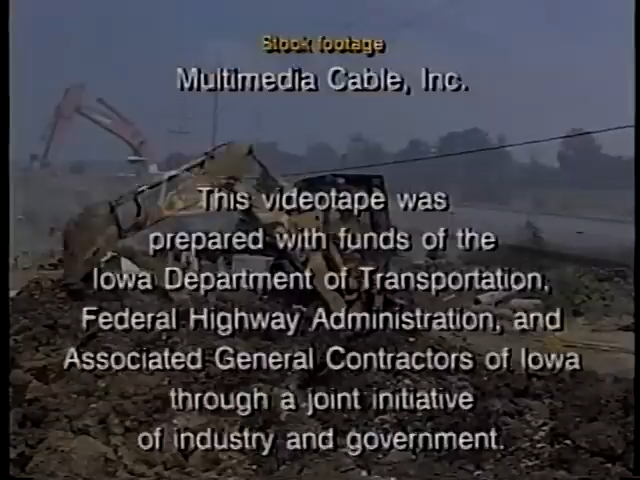 Stock footage
Multimedia Cable, Inc.
This videotape was
prepared with funds of the
Iowa Department of Transportation,
Federal Highway Administration, and
Associated General Contractors of Iowa
through a joint initiative
of industry and government.